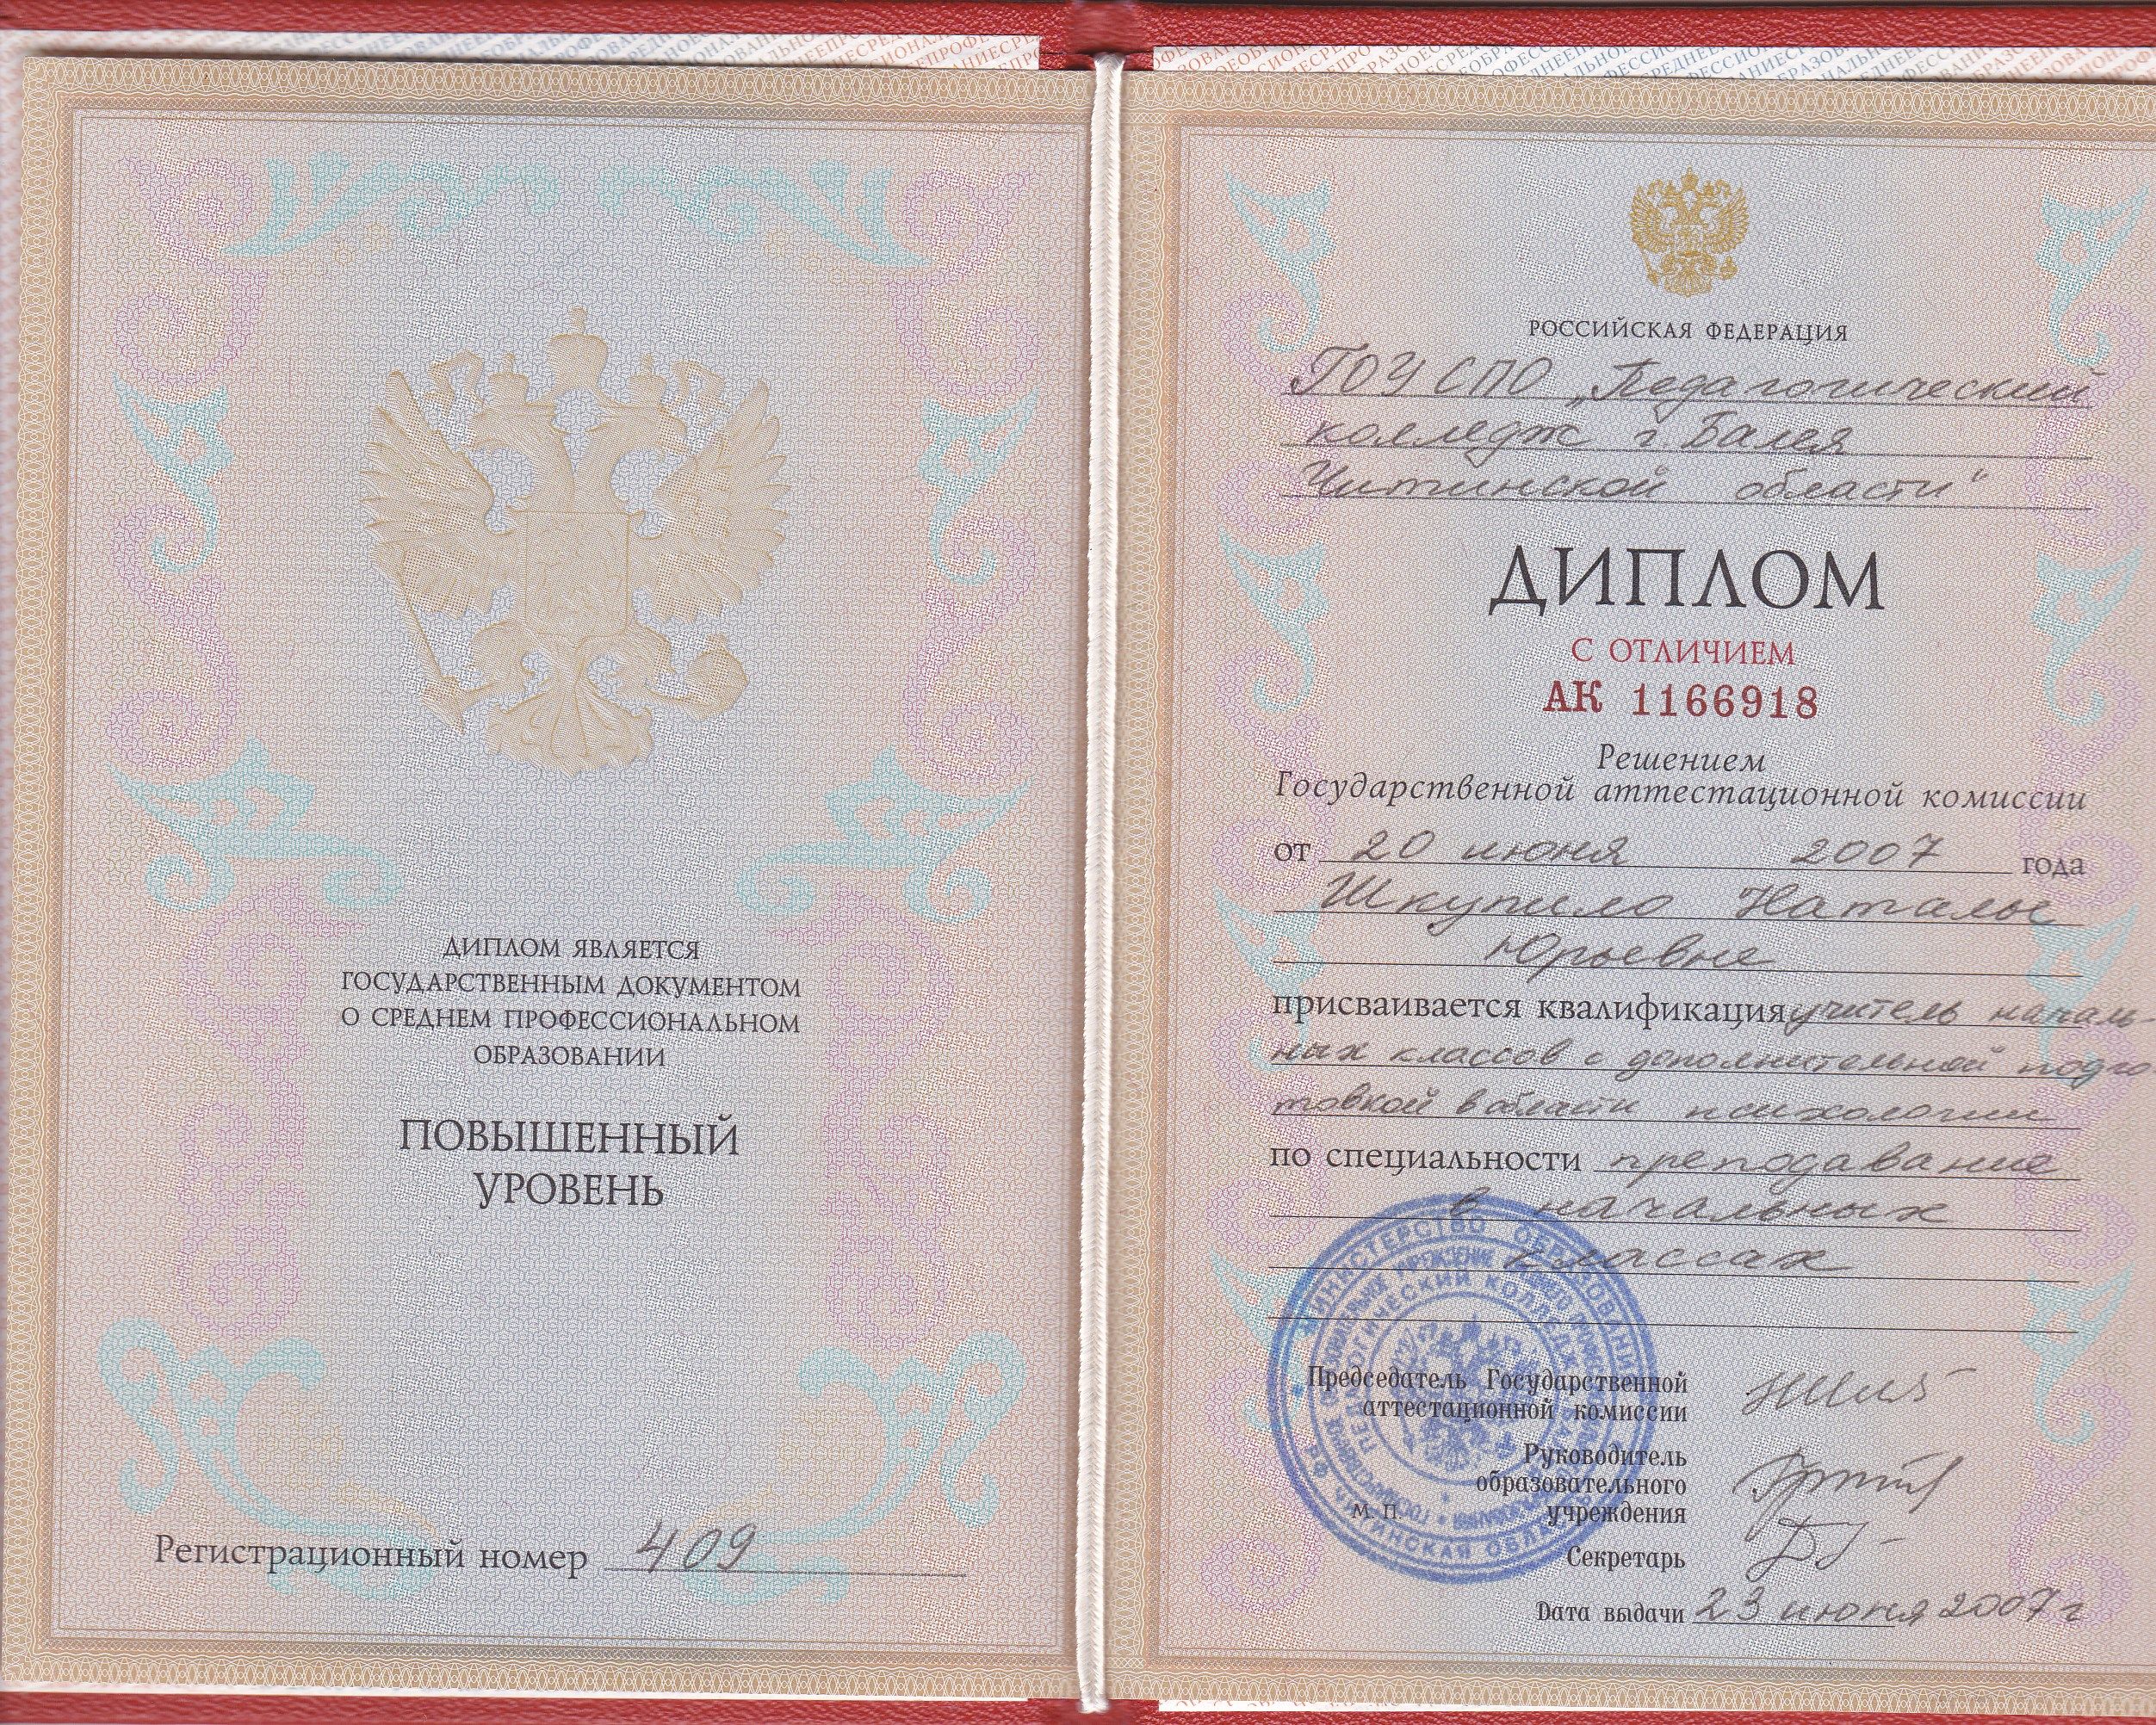 ДИПЛОМ ЯВЛЯЕТСЯ
ГОСУДАРСТВЕННЫМ ДОКУМЕНТОМ
О СРЕДНЕМ ПРОФЕССИОНАЛЬНОМ
ОБРАЗОВАНИИ
ПОВЫШЕННЫЙ
УРОВЕНЬ
Регистрационный номер 409
РОССИЙСКАЯ ФЕДЕРАЦИЯ
ГОУ СПО „Педагогический
колледж г. Балея
Читинской области"
ДИПЛОМ
С ОТЛИЧИЕМ
АК 1166918
Решением
Государственной аттестационной комиссии
от 20 июня 2007 года
Шкупило Наталье
Юрьевне
присваивается квалификация учитель началь
ных классов с дополнительной подго
товкой в области психологии
по специальности преподавание
в начальных
классах
Председатель Государственной
аттестационной комиссии
Руководитель
образовательного
учреждения
М. П.
Секретарь
Дата выдачи 23 июня 2007 г